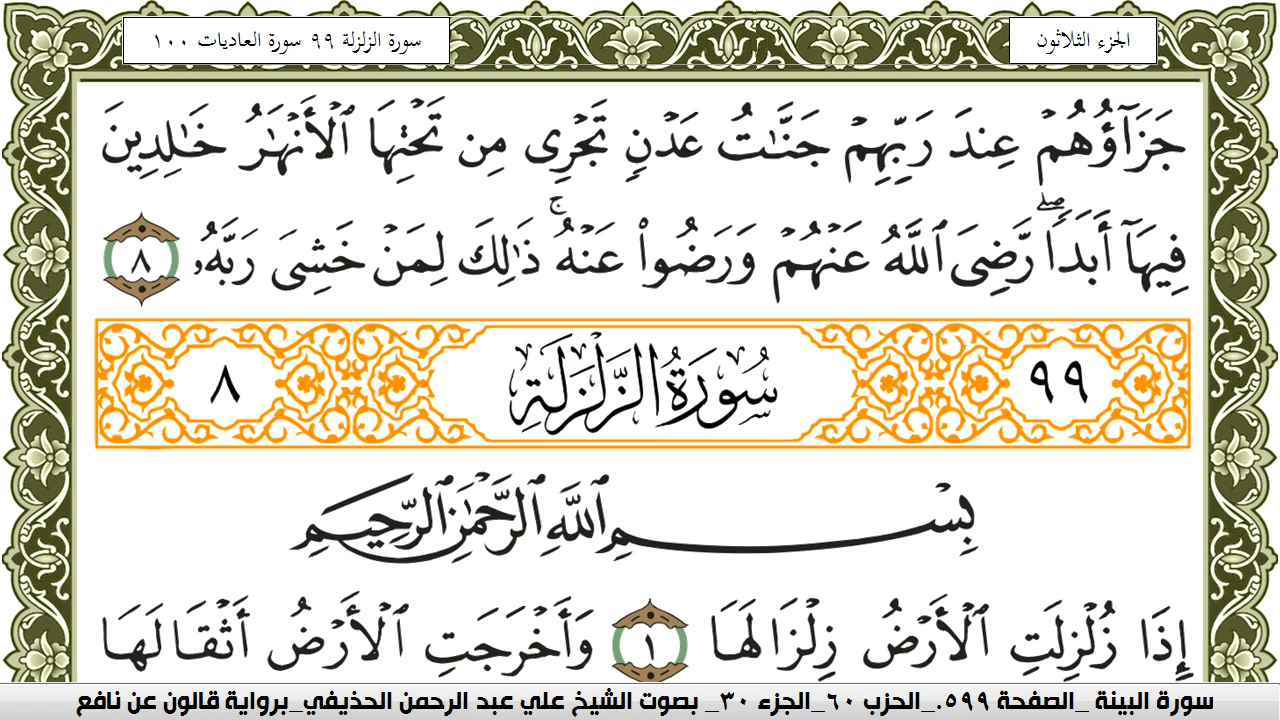 الجزء الثلاثون
سورة الزلزلة ٩٩ سورة العاديات ١٠٠
جَزَآؤُهُمْ عِندَ رَبِّهِمْ جَنَّٰتُ عَدْنٍ تَجْرِى مِن تَحْتِهَا ٱلْأَنْهَٰرُ خَٰلِدِينَ
فِيهَآ أَبَدًاۖ رَّضِىَ ٱللَّهُ عَنْهُمْ وَرَضُوا۟ عَنْهُۚ ذَٰلِكَ لِمَنْ خَشِىَ رَبَّهُۥ ٨
٩٩ سُورَةُ الزَّلْزَلَةِ ٨
بِسْمِ ٱللَّهِ ٱلرَّحْمَٰنِ ٱلرَّحِيمِ
إِذَا زُلْزِلَتِ ٱلْأَرْضُ زِلْزَالَهَا ١ وَأَخْرَجَتِ ٱلْأَرْضُ أَثْقَالَهَا
سورة البينة _الصفحة ٥٩٩._الحزب ٦٠_الجزء ٣٠_ بصوت الشيخ علي عبد الرحمن الحذيفي_برواية قالون عن نافع